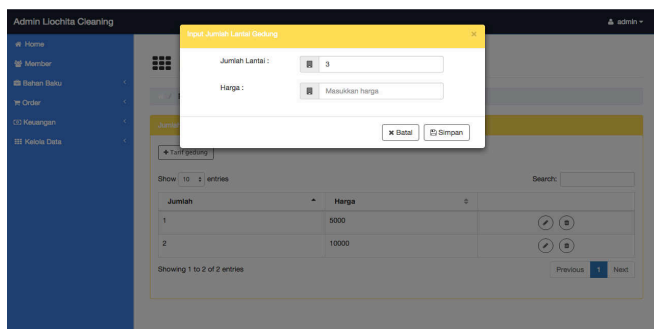 Admin Liochita Cleaning
admin
Home
Member
Bahan Baku
Order
Keuangan
Kelola Data
Input Jumlah Lantai Gedung
×
Jumlah Lantai :
3
Harga :
Masukkan harga
Batal
Simpan
Tarif gedung
Show 10 entries
Search:
Jumlah Harga
1 5000
2 10000
Showing 1 to 2 of 2 entries
Previous 1 Next